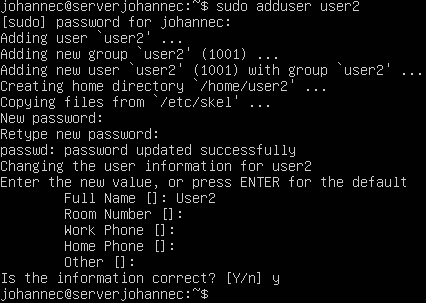 johannec@serverjohannec:~$ sudo adduser user2
[sudo] password for johannec:
Adding user `user2' ...
Adding new group `user2' (1001) ...
Adding new user `user2' (1001) with group `user2' ...
Creating home directory `/home/user2' ...
Copying files from `/etc/skel' ...
New password:
Retype new password:
passwd: password updated successfully
Changing the user information for user2
Enter the new value, or press ENTER for the default
        Full Name []: User2
        Room Number []:
        Work Phone []:
        Home Phone []:
        Other []:
Is the information correct? [Y/n] y
johannec@serverjohannec:~$